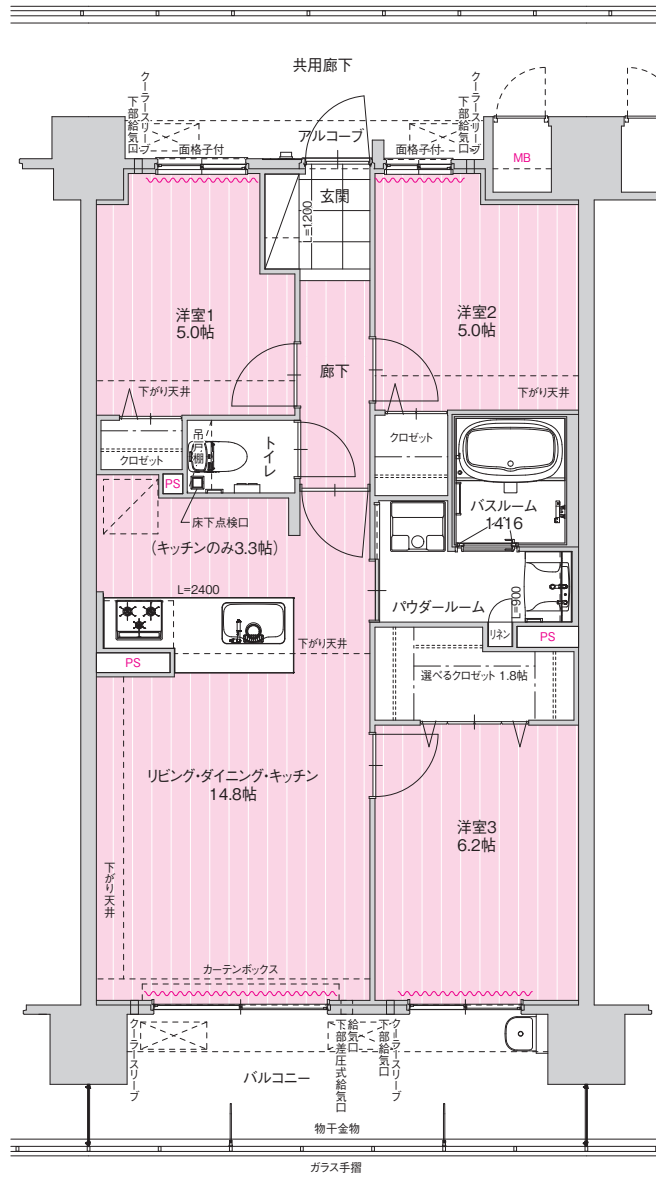 共用廊下
クーラースリーブ
下部給気口
アルコーブ
クーラースリーブ
下部給気口
面格子付
面格子付
MB
玄関
L=1200
洋室1
5.0帖
洋室2
5.0帖
廊下
下がり天井
下がり天井
クロゼット
吊戸棚
トイレ
クロゼット
PS
床下点検口
バスルーム
1416
(キッチンのみ3.3帖)
L=2400
パウダールーム
L=900
リネン
PS
下がり天井
PS
選べるクロゼット 1.8帖
リビング・ダイニング・キッチン
14.8帖
洋室3
6.2帖
下がり天井
カーテンボックス
クーラースリーブ
下部差圧式給気口
給気口
下部給気口
クーラースリーブ
バルコニー
物干金物
ガラス手摺